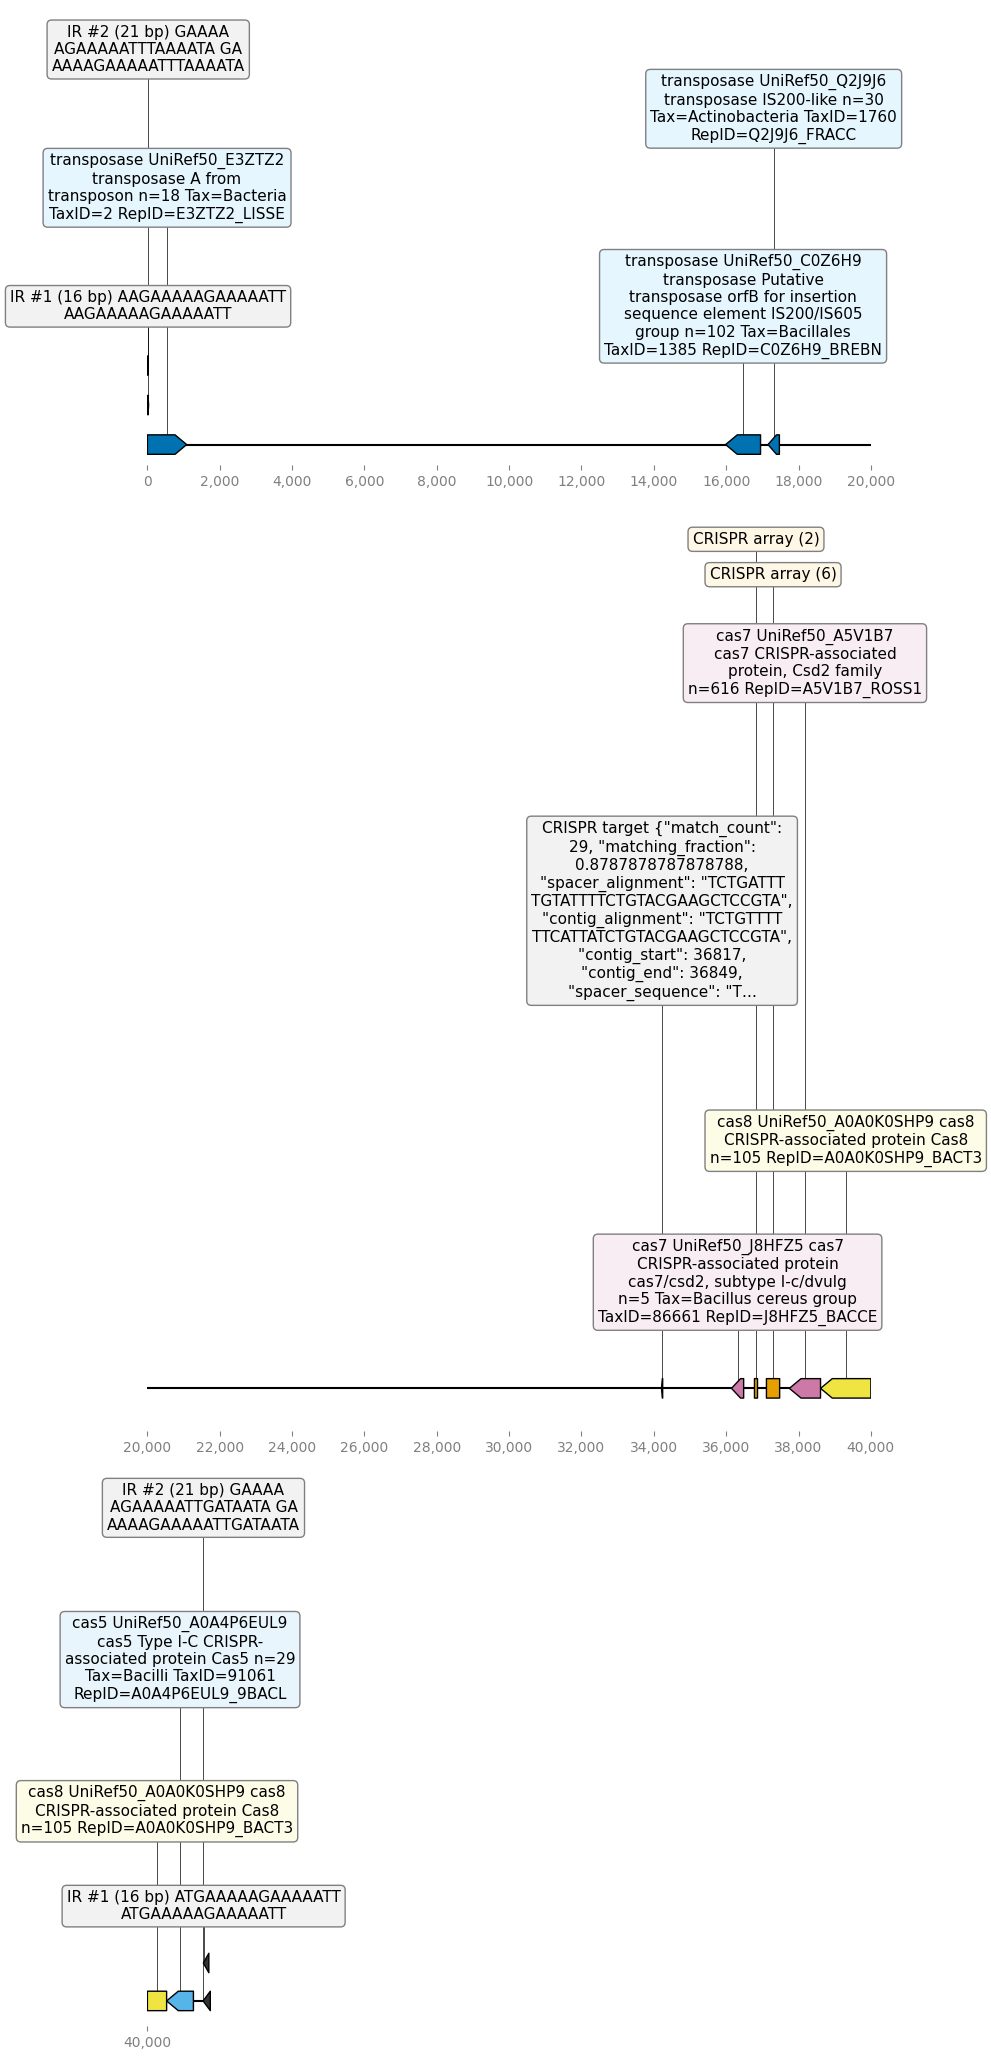 IR #2 (21 bp) GAAAA
AGAAAAATTTAAAATA GA
AAAAGAAAAATTTAAAATA
transposase UniRef50_Q2J9J6
transposase IS200-like n=30
Tax=Actinobacteria TaxID=1760
RepID=Q2J9J6_FRACC
transposase UniRef50_E3ZTZ2
transposase A from
transposon n=18 Tax=Bacteria
TaxID=2 RepID=E3ZTZ2_LISSE
transposase UniRef50_C0Z6H9
transposase Putative
transposase orfB for insertion
sequence element IS200/IS605
group n=102 Tax=Bacillales
TaxID=1385 RepID=C0Z6H9_BREBN
IR #1 (16 bp) AAGAAAAAGAAAAATT
AAGAAAAAGAAAAATT
0 2,000 4,000 6,000 8,000 10,000 12,000 14,000 16,000 18,000 20,000
CRISPR array (2)
CRISPR array (6)
cas7 UniRef50_A5V1B7
cas7 CRISPR-associated
protein, Csd2 family
n=616 RepID=A5V1B7_ROSS1
CRISPR target {"match_count":
29, "matching_fraction":
0.8787878787878788,
"spacer_alignment": "TCTGATTT
TGTATTTTCTGTACGAAGCTCCGTA",
"contig_alignment": "TCTGTTTT
TTCATTATCTGTACGAAGCTCCGTA",
"contig_start": 36817,
"contig_end": 36849,
"spacer_sequence": "T...
cas8 UniRef50_A0A0K0SHP9 cas8
CRISPR-associated protein Cas8
n=105 RepID=A0A0K0SHP9_BACT3
cas7 UniRef50_J8HFZ5 cas7
CRISPR-associated protein
cas7/csd2, subtype I-c/dvulg
n=5 Tax=Bacillus cereus group
TaxID=86661 RepID=J8HFZ5_BACCE
20,000 22,000 24,000 26,000 28,000 30,000 32,000 34,000 36,000 38,000 40,000
IR #2 (21 bp) GAAAA
AGAAAAATTGATAATA GA
AAAAGAAAAATTGATAATA
cas5 UniRef50_A0A4P6EUL9
cas5 Type I-C CRISPR-
associated protein Cas5 n=29
Tax=Bacilli TaxID=91061
RepID=A0A4P6EUL9_9BACL
cas8 UniRef50_A0A0K0SHP9 cas8
CRISPR-associated protein Cas8
n=105 RepID=A0A0K0SHP9_BACT3
IR #1 (16 bp) ATGAAAAAGAAAAATT
ATGAAAAAGAAAAATT
40,000